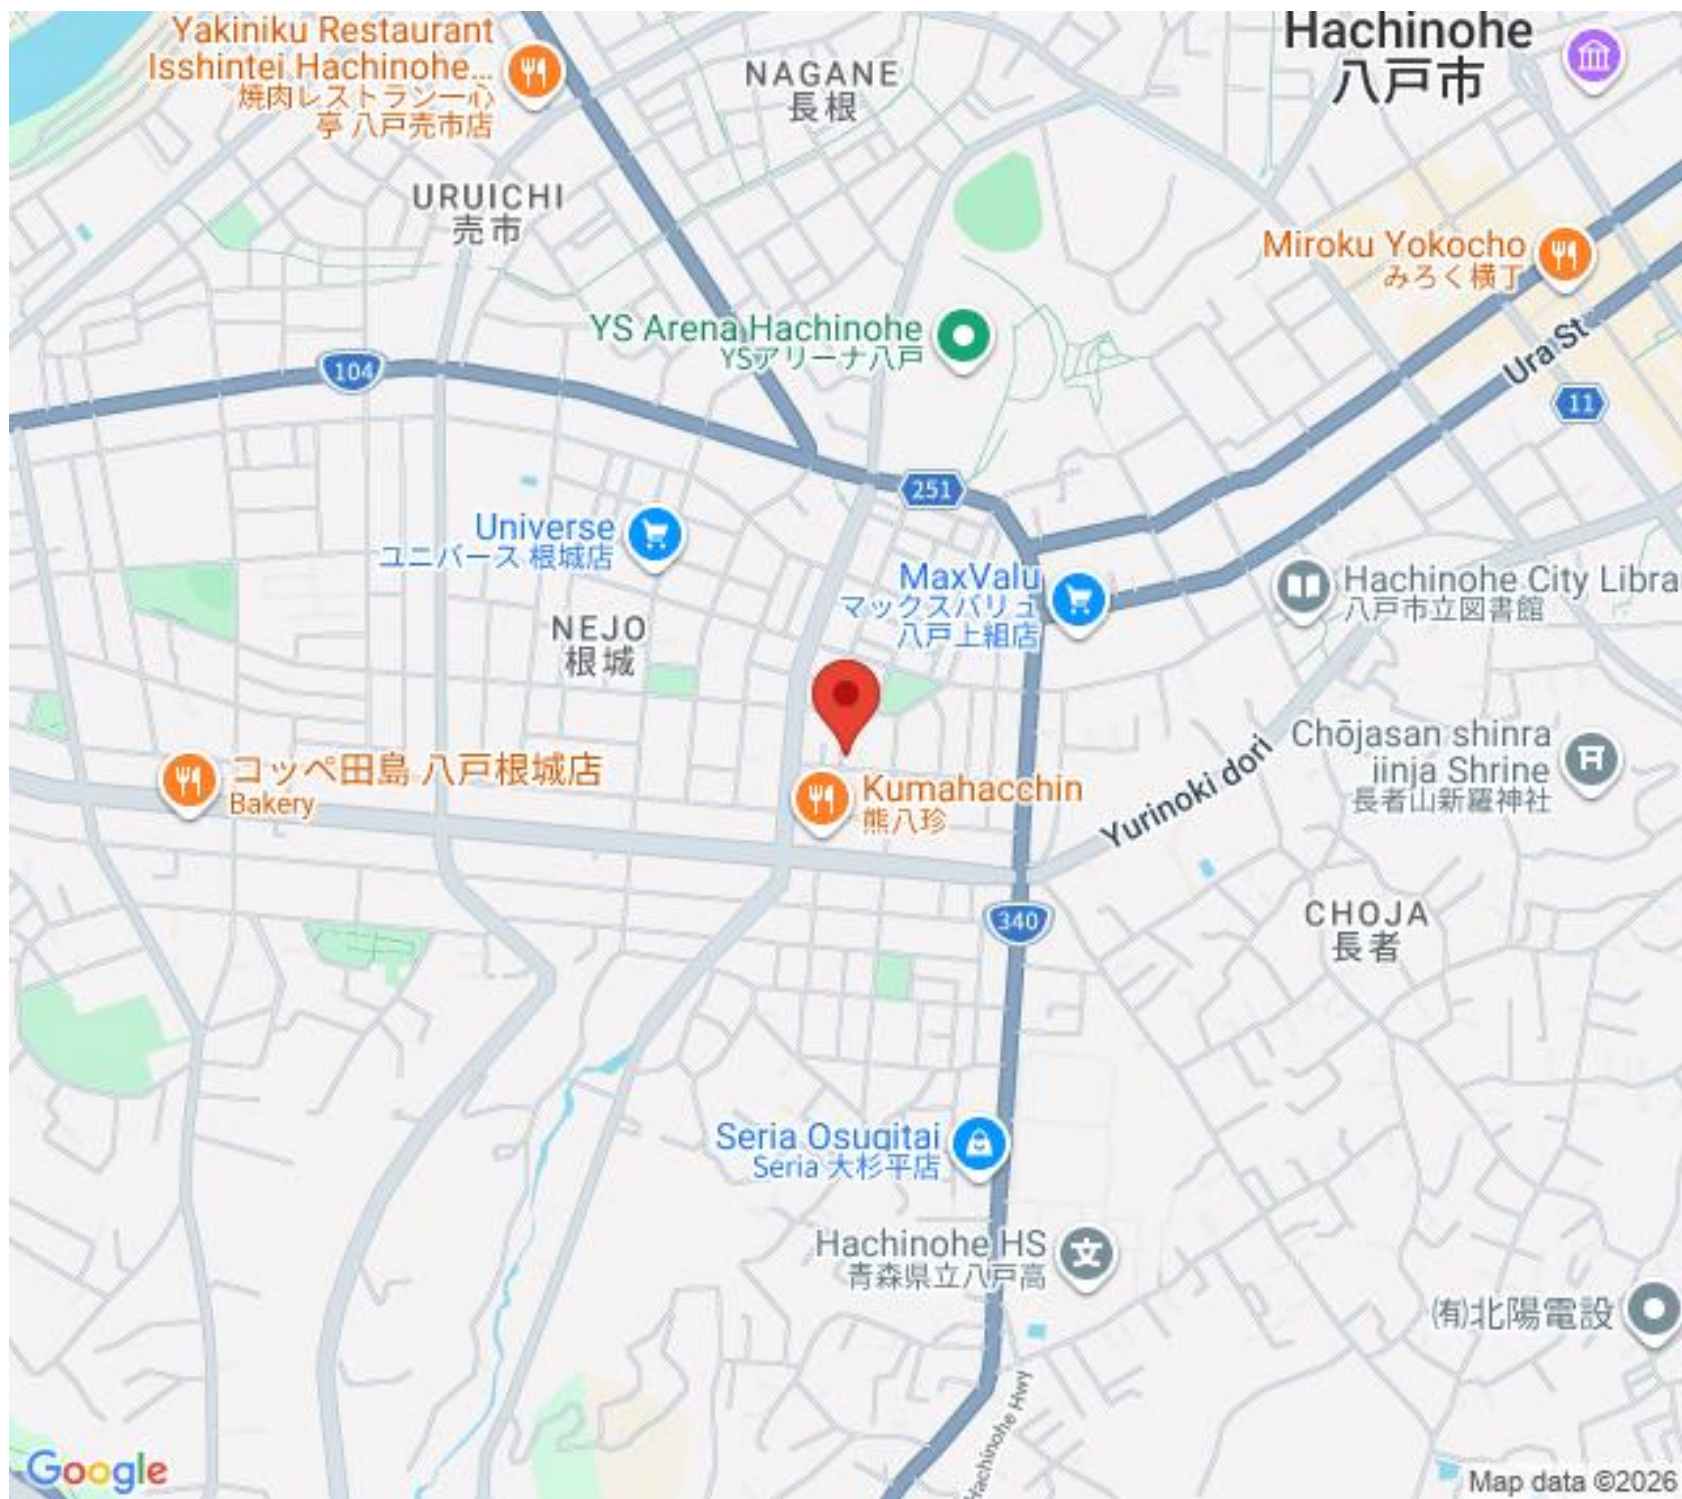 Hachinohe
八戸市
Yakiniku Restaurant
Isshintei Hachinohe...
焼肉レストラン一心
亭 八戸売市店
NAGANE
長根
URUICHI
売市
Miroku Yokocho
みろく横丁
YS Arena Hachinohe
YSアリーナ八戸
Ura St
104
11
251
Universe
ユニバース 根城店
MaxValu
マックスバリュ
八戸上組店
Hachinohe City Libra
八戸市立図書館
NEJO
根城
Chōjasan shinra
jinja Shrine
長者山新羅神社
コッペ田島 八戸根城店
Bakery
Kumahacchin
熊八珍
Yurinoki dori
340
CHOJA
長者
Seria Osugitai
Seria 大杉平店
Hachinohe HS
青森県立八戸高
㈲北陽電設
Hachinohe Hwy
Google
Map data ©2026